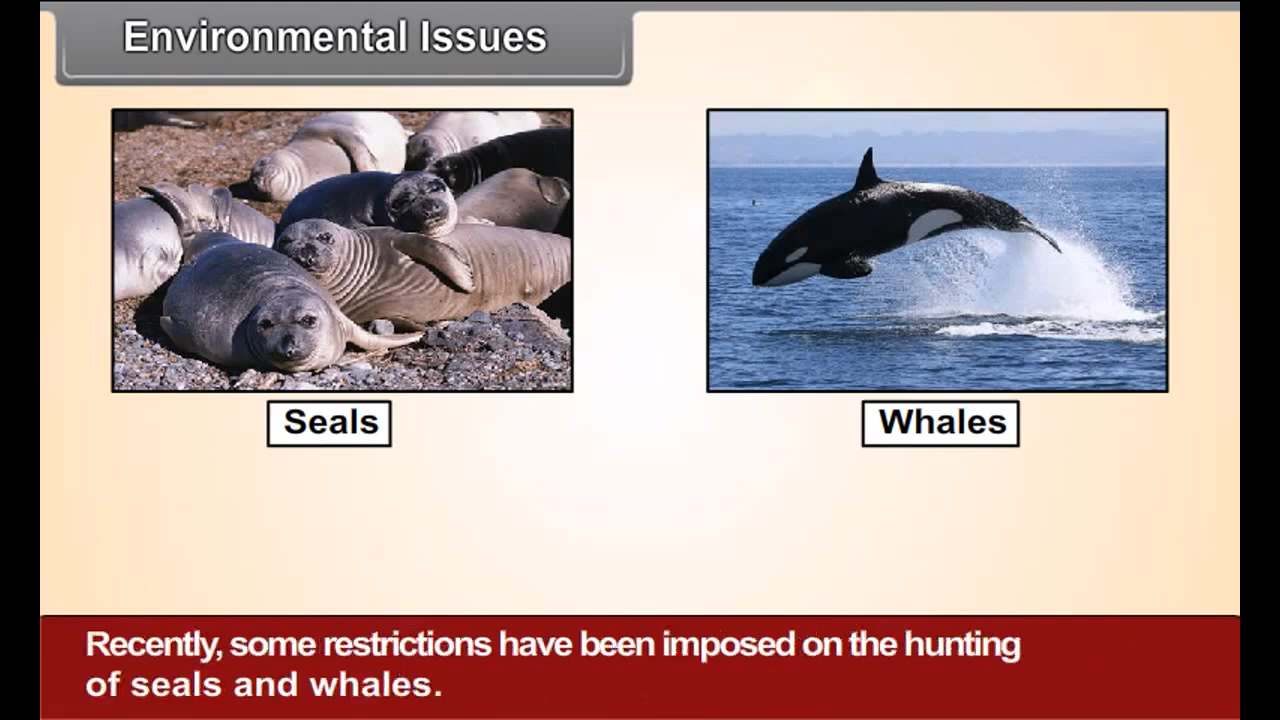 Environmental Issues
Seals
Whales
Recently, some restrictions have been imposed on the hunting
of seals and whales.